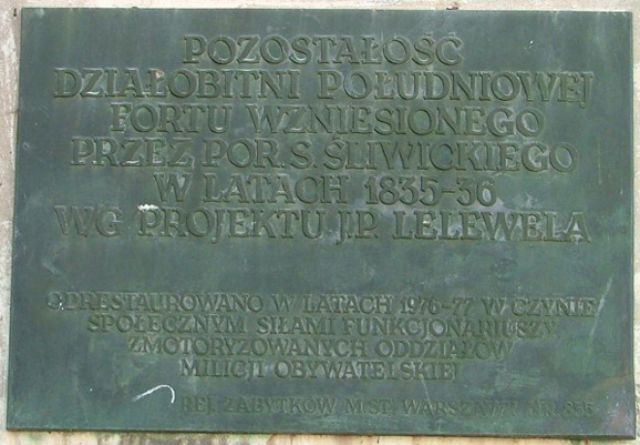 POZOSTAŁOŚĆ
DZIAŁOBITNI POŁUDNIOWEJ
FORTU WZNIESIONEGO
PRZEZ POR. S. ŚLIWICKIEGO
W LATACH 1835-36
WG PROJEKTU J.P. LELEWELA
ODRESTAUROWANO W LATACH 1976-77 W CZYNIE
SPOŁECZNYM SIŁAMI FUNKCJONARIUSZY
ZMOTORYZOWANYCH ODDZIAŁÓW
MILICJI OBYWATELSKIEJ
REJ. ZABYTKÓW M.ST. WARSZAWY NR 835